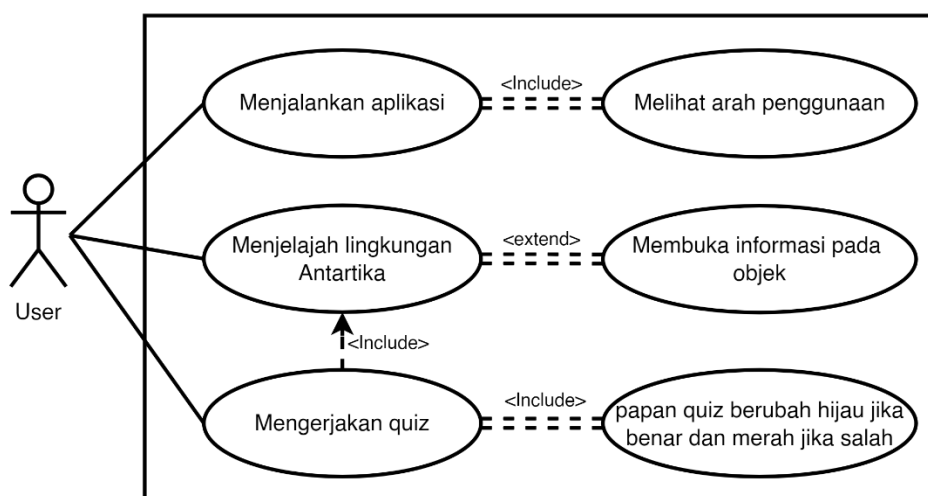 Menjalankan aplikasi
<Include>
Melihat arah penggunaan
Menjelajah lingkungan
Antartika
<extend>
Membuka informasi pada
objek
User
<Include>
Mengerjakan quiz
<Include>
papan quiz berubah hijau jika
benar dan merah jika salah